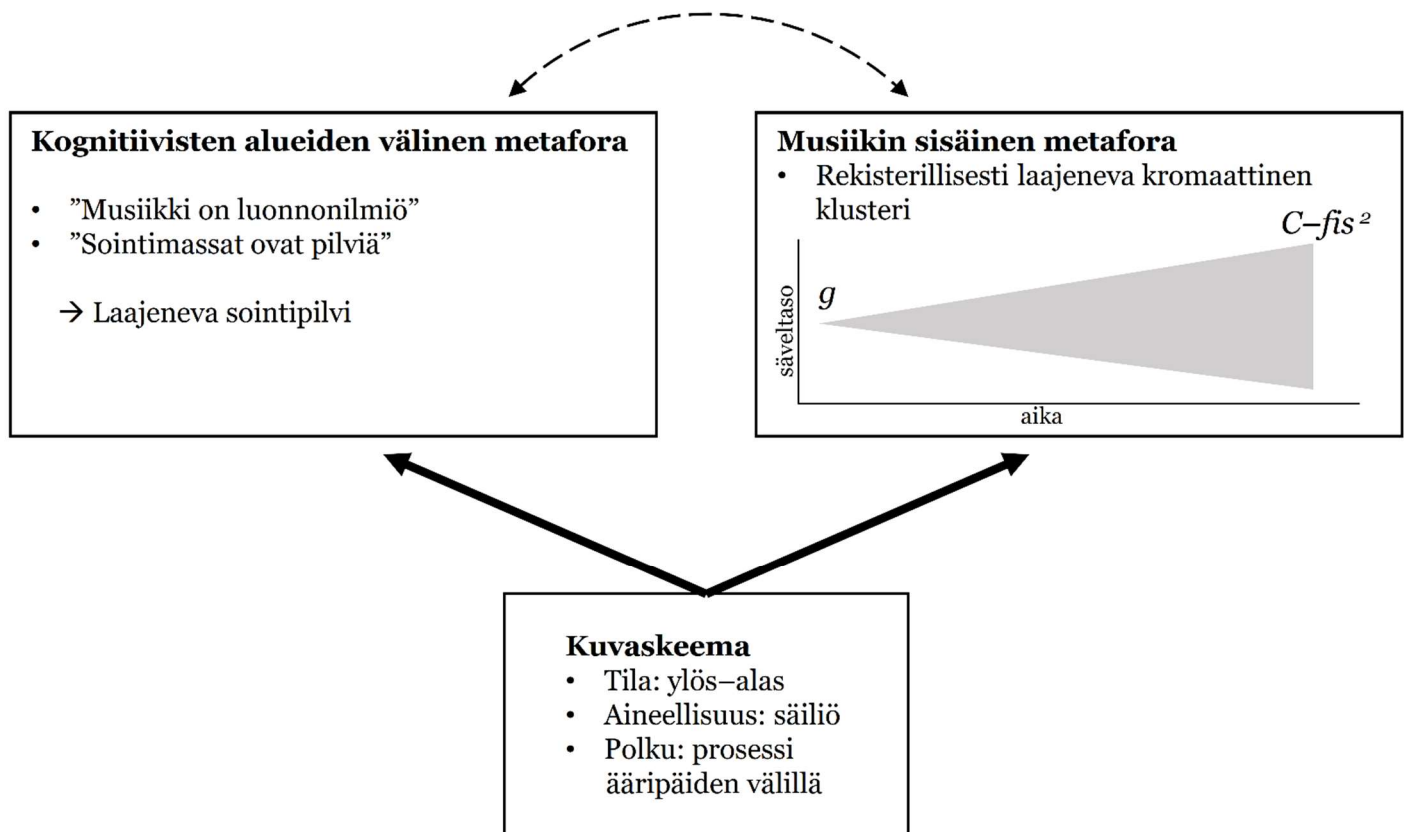 Kognitiivisten alueiden välinen metafora
• ”Musiikki on luonnonilmiö”
• ”Sointimassat ovat pilviä”
→ Laajeneva sointipilvi
Musiikin sisäinen metafora
• Rekisterillisesti laajeneva kromaattinen
klusteri
C–fis²
g
säveltaso
aika
Kuvaskeema
• Tila: ylös–alas
• Aineellisuus: säiliö
• Polku: prosessi
ääripäiden välillä